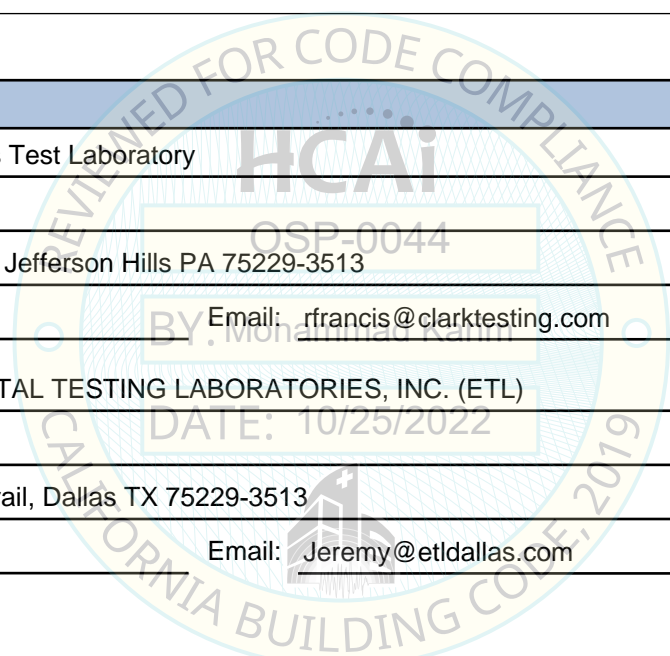 REVIEWED FOR CODE COMPLIANCE
HCAi
s Test Laboratory
OSP-0044
Jefferson Hills PA 75229-3513
Email: rfrancis@clarktesting.com
BY: Mohammad Karim
TAL TESTING LABORATORIES, INC. (ETL)
DATE: 10/25/2022
rail, Dallas TX 75229-3513
Email: Jeremy@etldallas.com
CALIFORNIA BUILDING CODE, 2019